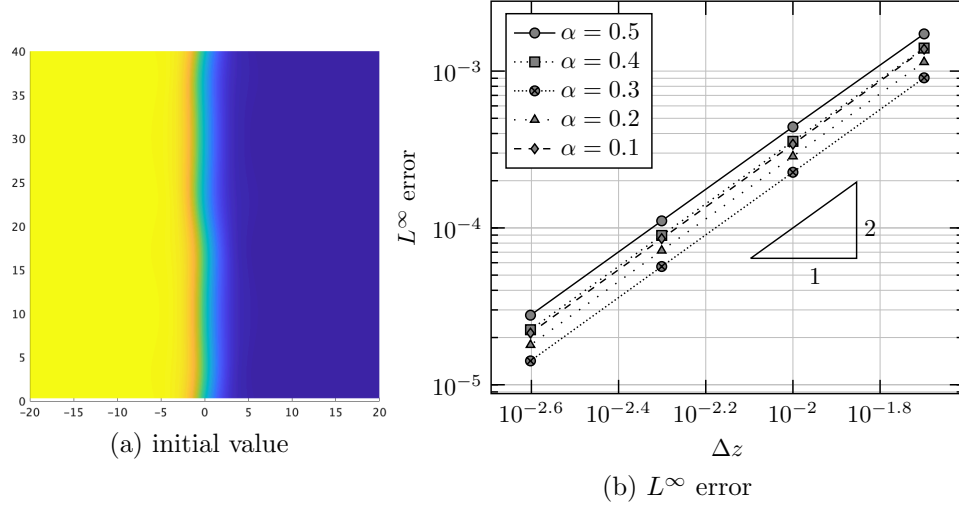 40
35
30
25
20
15
10
5
0
−20 −15 −10 −5 0 5 10 15 20
(a) initial value
α = 0.5
α = 0.4
α = 0.3
α = 0.2
α = 0.1
L∞ error
10−3
10−4
10−5
2
1
10−2.6 10−2.4 10−2.2 10−2 10−1.8
Δz
(b) L∞ error